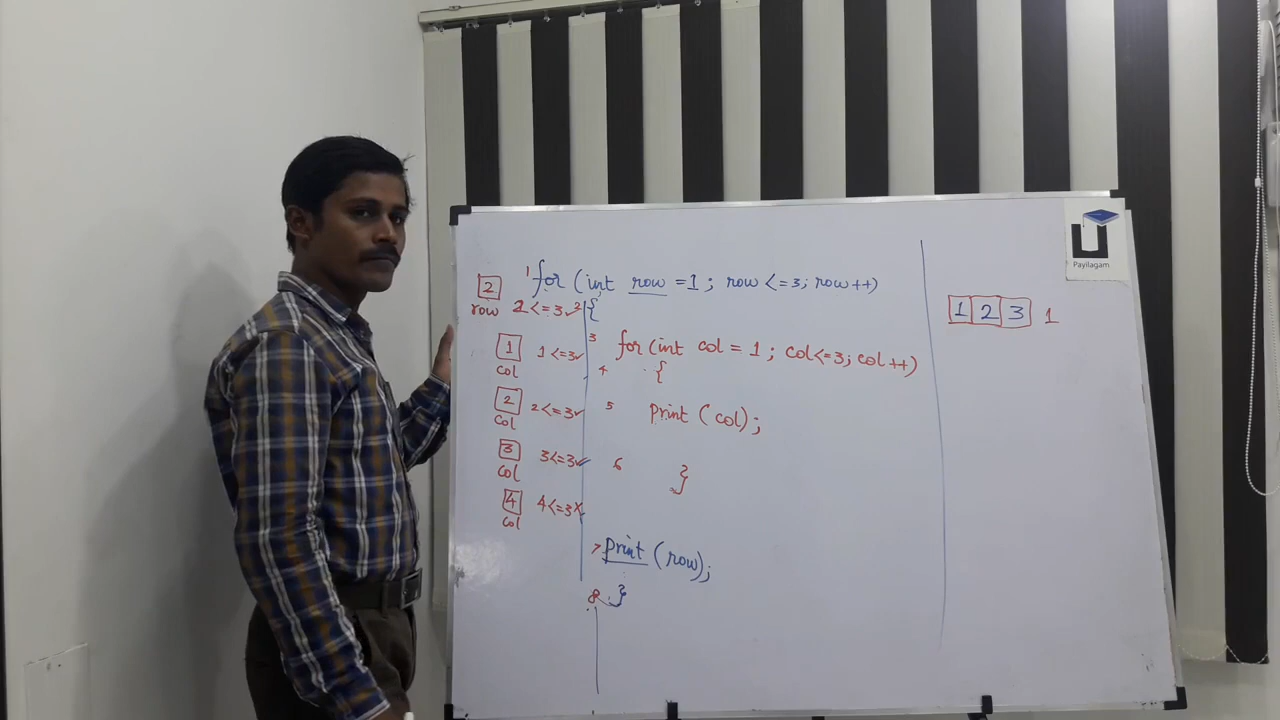 1 for (int row =1; row <=3; row ++)
2
row 2 <= 3 ✓ 2 {
1 1 <=3 ✓ 3 for (int col = 1; col<=3; col ++)
col 4 {
2 2 <=3 ✓ 5 print (col);
col
3 3<=3 ✓ 6 }
col
4 4<=3 X
col
7 print (row);
8 }
1 2 3 1
Payilagam